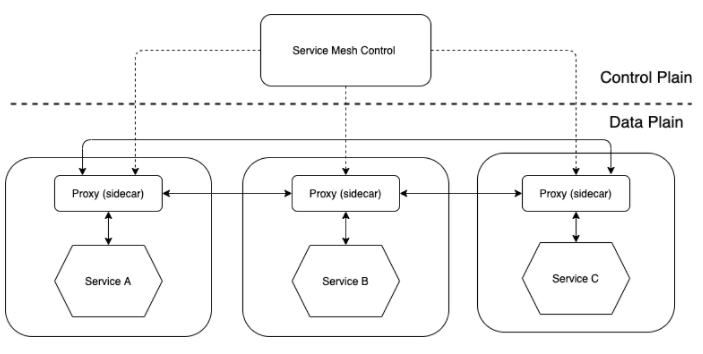 Service Mesh Control
Control Plain
Data Plain
Proxy (sidecar)
Proxy (sidecar)
Proxy (sidecar)
Service A
Service B
Service C